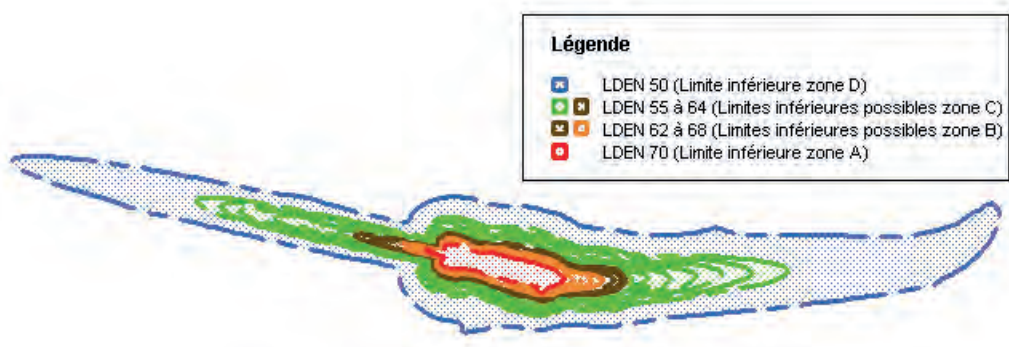 Légende
LDEN 50 (Limite inférieure zone D)
LDEN 55 à 64 (Limites inférieures possibles zone C)
LDEN 62 à 68 (Limites inférieures possibles zone B)
LDEN 70 (Limite inférieure zone A)